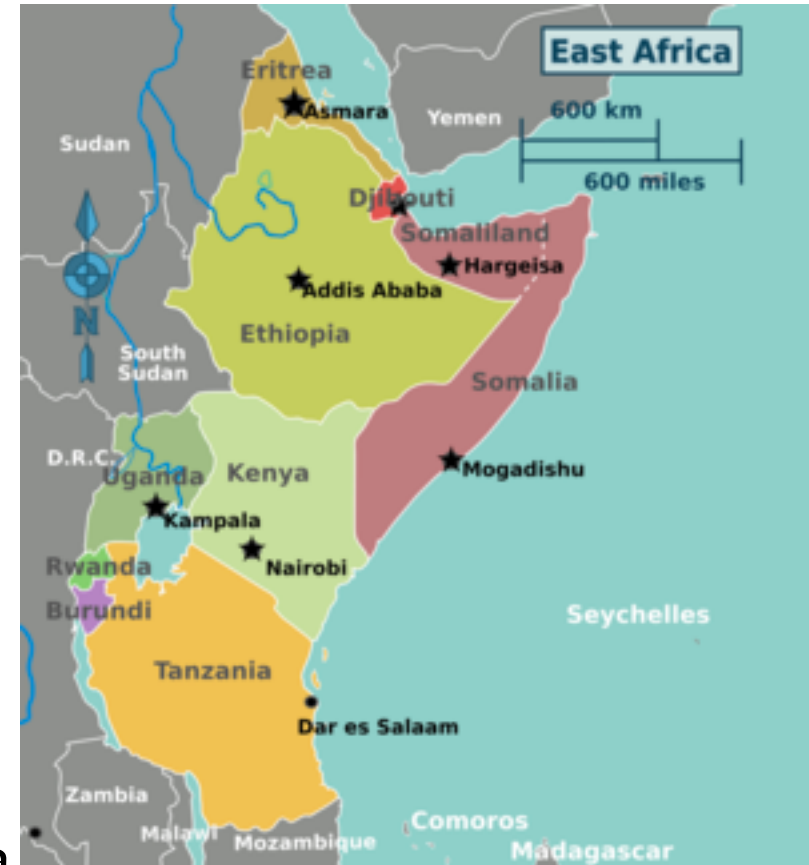 East Africa
600 km
600 miles
Eritrea
Asmara
Yemen
Sudan
Djibouti
Somaliland
Hargeisa
Addis Ababa
N
Ethiopia
South
Sudan
Somalia
D.R.C.
Uganda
Kenya
Mogadishu
Kampala
Nairobi
Rwanda
Burundi
Seychelles
Tanzania
Dar es Salaam
Zambia
Malawi
Mozambique
Comoros
Madagascar